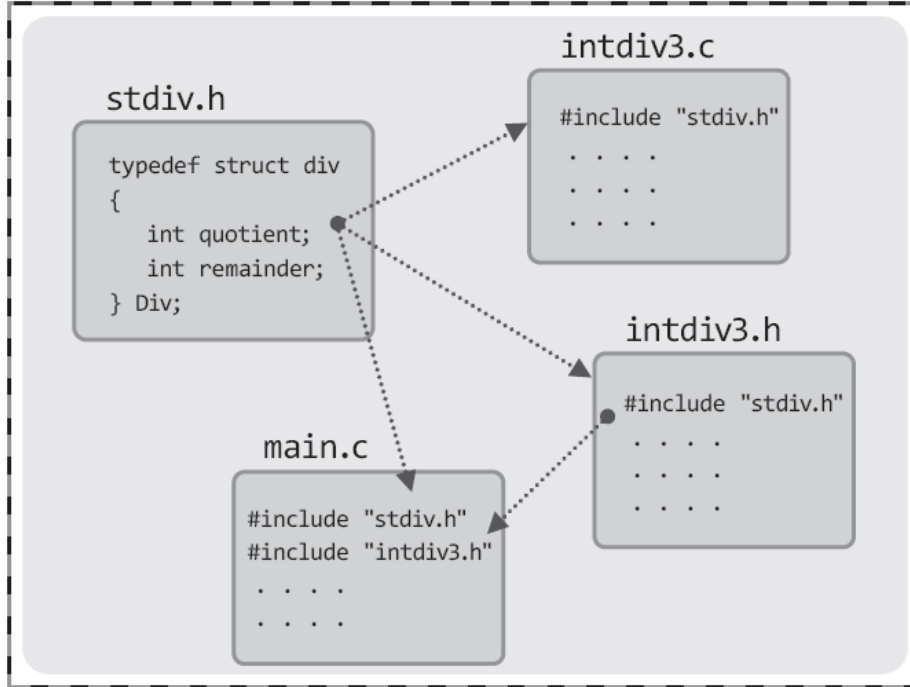 stdiv.h
typedef struct div
{
int quotient;
int remainder;
} Div;
intdiv3.c
#include "stdiv.h"
. . . .
. . . .
. . . .
intdiv3.h
#include "stdiv.h"
. . . .
. . . .
. . . .
main.c
#include "stdiv.h"
#include "intdiv3.h"
. . . .
. . . .